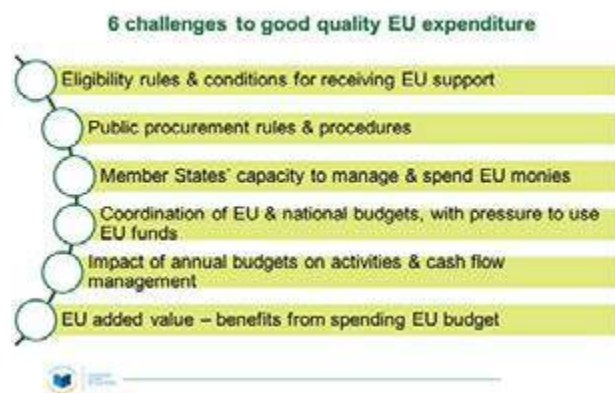 6 challenges to good quality EU expenditure
Eligibility rules & conditions for receiving EU support
Public procurement rules & procedures
Member States' capacity to manage & spend EU monies
Coordination of EU & national budgets, with pressure to use
EU funds
Impact of annual budgets on activities & cash flow
management
EU added value – benefits from spending EU budget